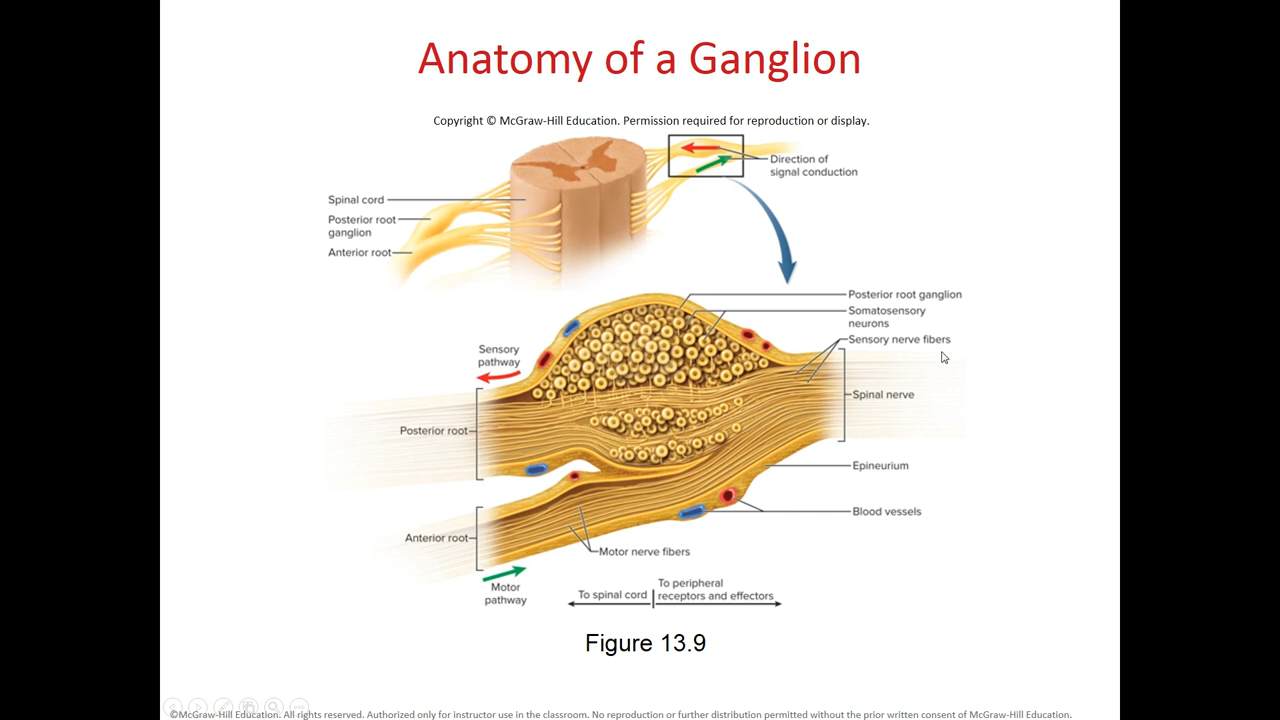 Anatomy of a Ganglion
Copyright © McGraw-Hill Education. Permission required for reproduction or display.
Direction of
signal conduction
Spinal cord
Posterior root
ganglion
Anterior root
Posterior root ganglion
Somatosensory
neurons
Sensory nerve fibers
Sensory
pathway
Spinal nerve
Posterior root
Epineurium
Blood vessels
Anterior root
Motor nerve fibers
Motor
pathway
To spinal cord
To peripheral
receptors and effectors
Figure 13.9
©McGraw-Hill Education. All rights reserved. Authorized only for instructor use in the classroom. No reproduction or further distribution permitted without the prior written consent of McGraw-Hill Education.